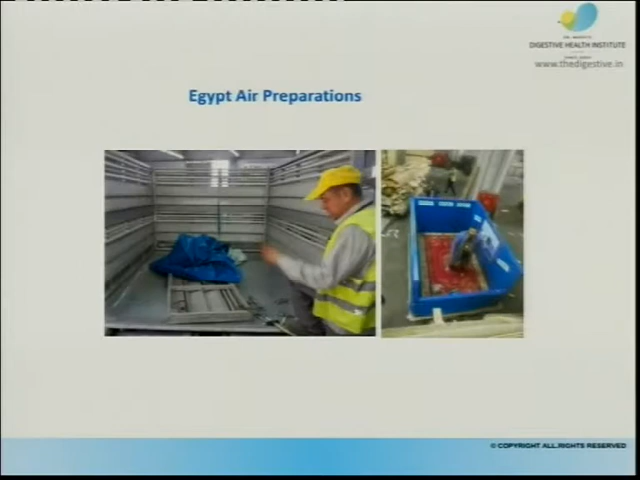 DIGESTIVE HEALTH INSTITUTE
www.thedigestive.in
Egypt Air Preparations
© COPYRIGHT ALL RIGHTS RESERVED